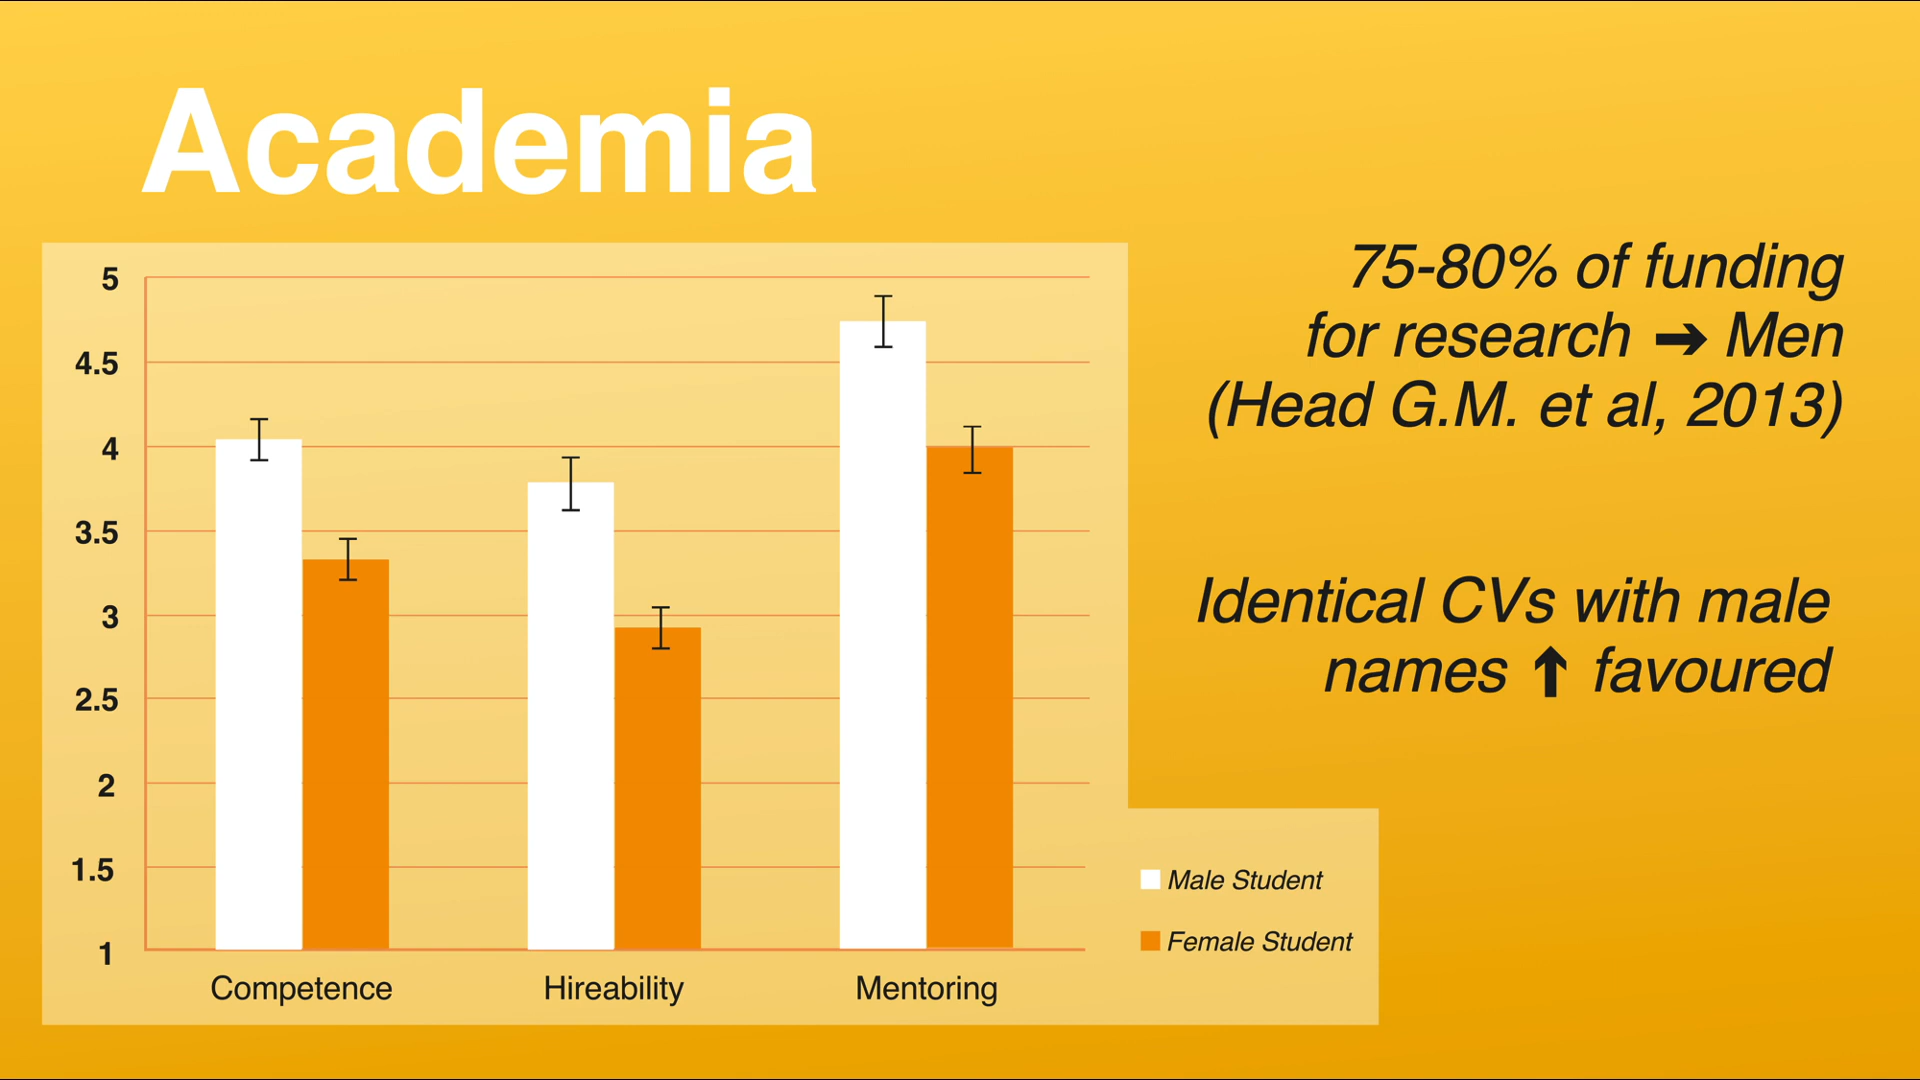 Academia
5
4.5
4
3.5
3
2.5
2
1.5
1
Competence
Hireability
Mentoring
Male Student
Female Student
75-80% of funding
for research ➔ Men
(Head G.M. et al, 2013)
Identical CVs with male
names ⬆ favoured